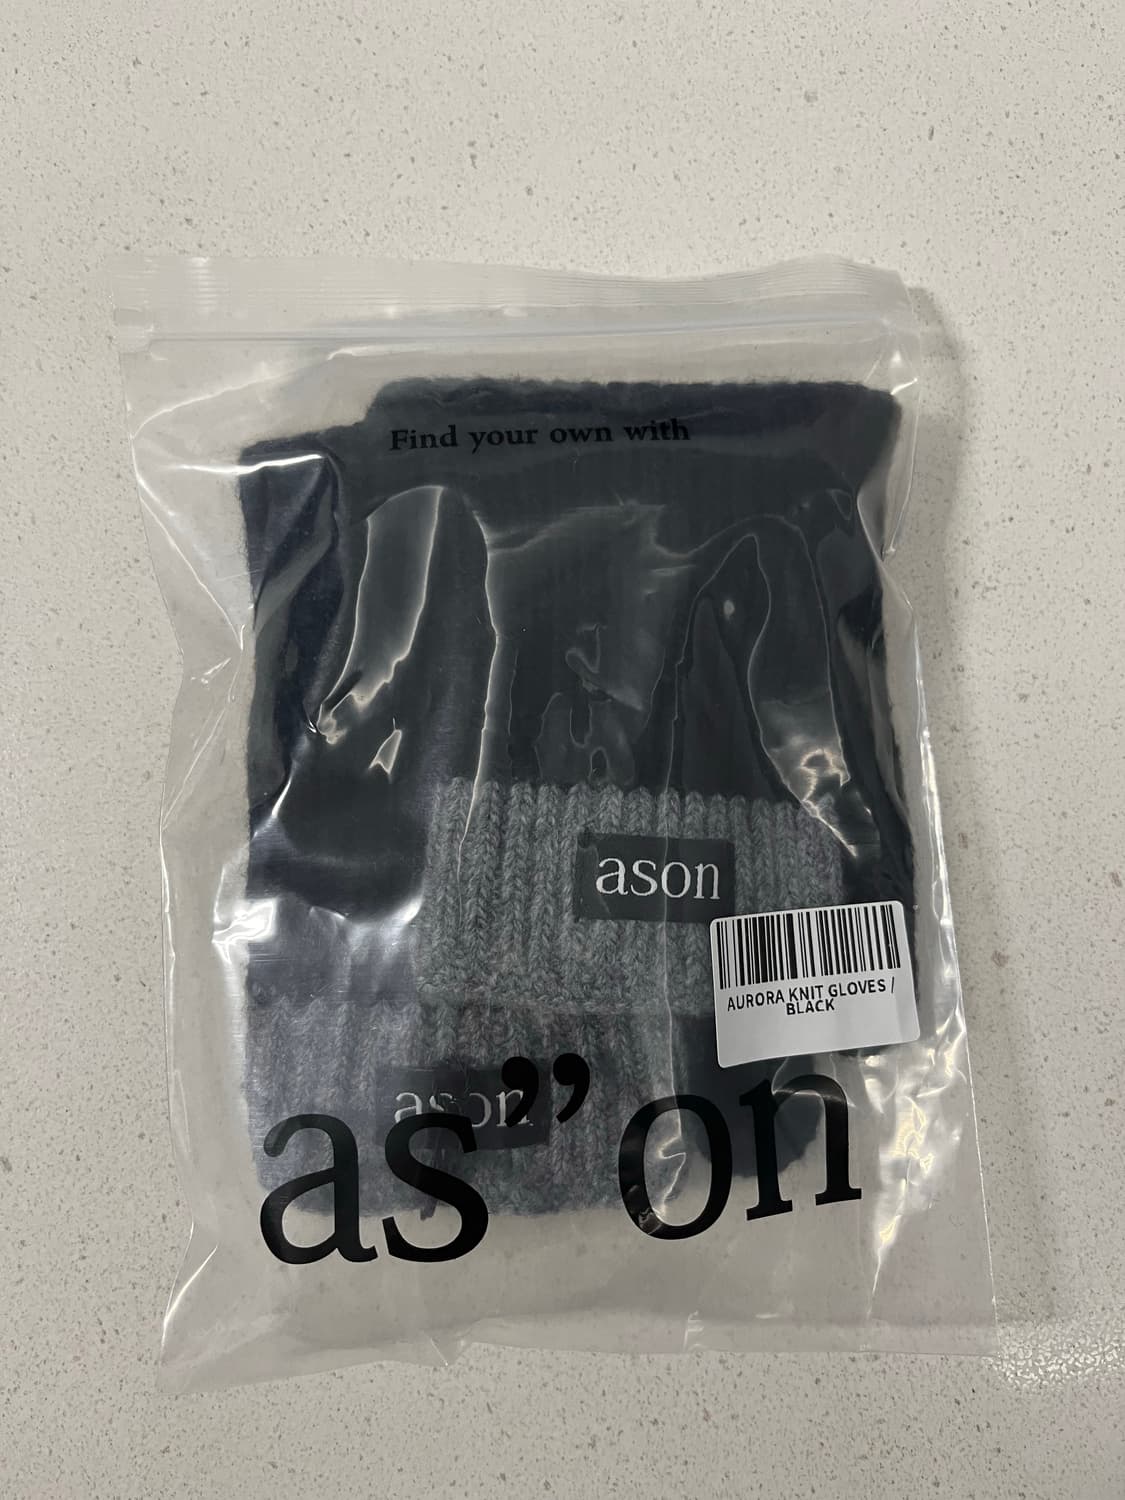 Find your own with
ason
AURORA KNIT GLOVES /
BLACK
ason
as”on